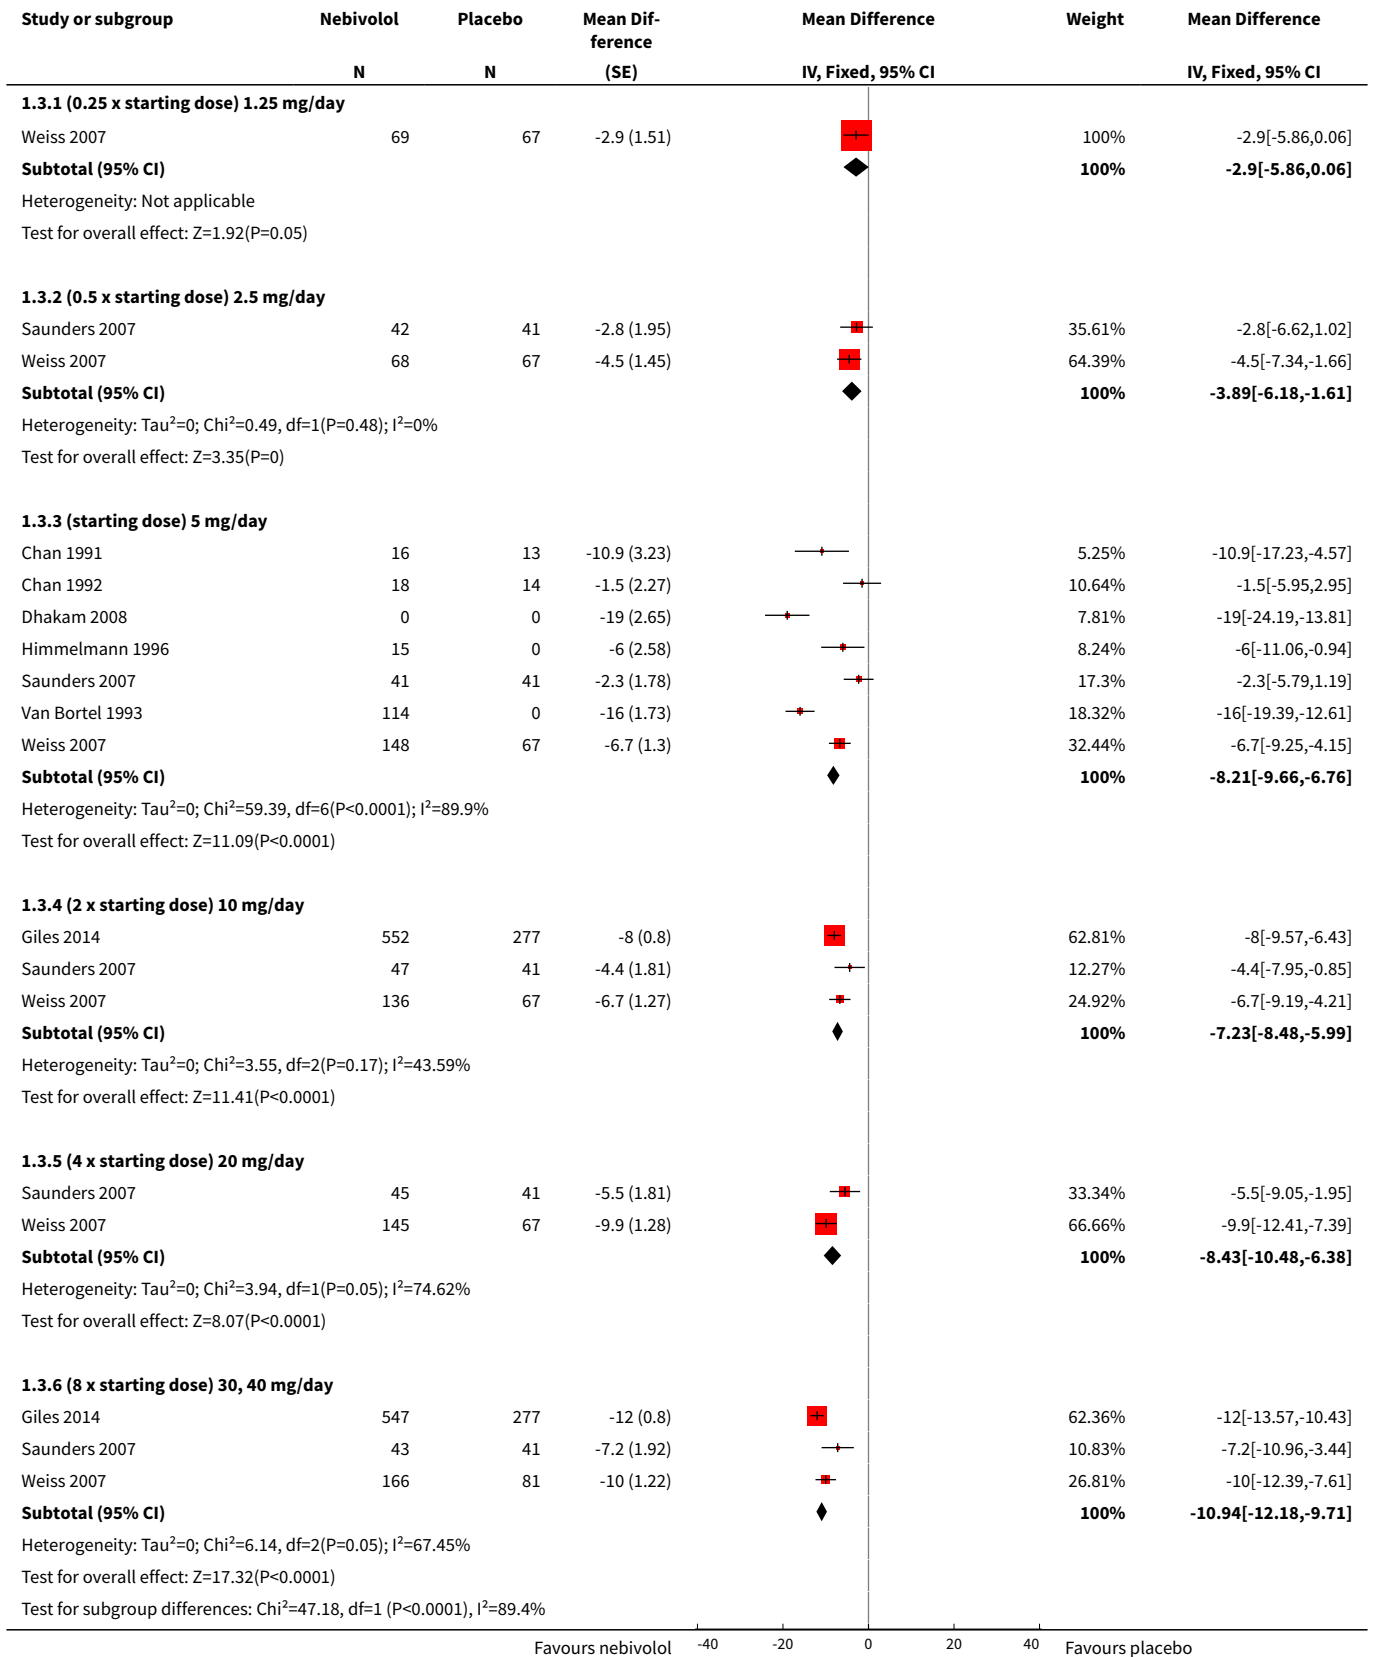 Study or subgroup Nebivolol Placebo Mean Dif- Mean Difference Weight Mean Difference
ference
N N (SE) IV, Fixed, 95% CI IV, Fixed, 95% CI
1.3.1 (0.25 x starting dose) 1.25 mg/day
Weiss 2007 69 67 -2.9 (1.51) 100% -2.9[-5.86,0.06]
Subtotal (95% CI) 100% -2.9[-5.86,0.06]
Heterogeneity: Not applicable
Test for overall effect: Z=1.92(P=0.05)
1.3.2 (0.5 x starting dose) 2.5 mg/day
Saunders 2007 42 41 -2.8 (1.95) 35.61% -2.8[-6.62,1.02]
Weiss 2007 68 67 -4.5 (1.45) 64.39% -4.5[-7.34,-1.66]
Subtotal (95% CI) 100% -3.89[-6.18,-1.61]
Heterogeneity: Tau²=0; Chi²=0.49, df=1(P=0.48); I²=0%
Test for overall effect: Z=3.35(P=0)
1.3.3 (starting dose) 5 mg/day
Chan 1991 16 13 -10.9 (3.23) 5.25% -10.9[-17.23,-4.57]
Chan 1992 18 14 -1.5 (2.27) 10.64% -1.5[-5.95,2.95]
Dhakam 2008 0 0 -19 (2.65) 7.81% -19[-24.19,-13.81]
Himmelmann 1996 15 0 -6 (2.58) 8.24% -6[-11.06,-0.94]
Saunders 2007 41 41 -2.3 (1.78) 17.3% -2.3[-5.79,1.19]
Van Bortel 1993 114 0 -16 (1.73) 18.32% -16[-19.39,-12.61]
Weiss 2007 148 67 -6.7 (1.3) 32.44% -6.7[-9.25,-4.15]
Subtotal (95% CI) 100% -8.21[-9.66,-6.76]
Heterogeneity: Tau²=0; Chi²=59.39, df=6(P<0.0001); I²=89.9%
Test for overall effect: Z=11.09(P<0.0001)
1.3.4 (2 x starting dose) 10 mg/day
Giles 2014 552 277 -8 (0.8) 62.81% -8[-9.57,-6.43]
Saunders 2007 47 41 -4.4 (1.81) 12.27% -4.4[-7.95,-0.85]
Weiss 2007 136 67 -6.7 (1.27) 24.92% -6.7[-9.19,-4.21]
Subtotal (95% CI) 100% -7.23[-8.48,-5.99]
Heterogeneity: Tau²=0; Chi²=3.55, df=2(P=0.17); I²=43.59%
Test for overall effect: Z=11.41(P<0.0001)
1.3.5 (4 x starting dose) 20 mg/day
Saunders 2007 45 41 -5.5 (1.81) 33.34% -5.5[-9.05,-1.95]
Weiss 2007 145 67 -9.9 (1.28) 66.66% -9.9[-12.41,-7.39]
Subtotal (95% CI) 100% -8.43[-10.48,-6.38]
Heterogeneity: Tau²=0; Chi²=3.94, df=1(P=0.05); I²=74.62%
Test for overall effect: Z=8.07(P<0.0001)
1.3.6 (8 x starting dose) 30, 40 mg/day
Giles 2014 547 277 -12 (0.8) 62.36% -12[-13.57,-10.43]
Saunders 2007 43 41 -7.2 (1.92) 10.83% -7.2[-10.96,-3.44]
Weiss 2007 166 81 -10 (1.22) 26.81% -10[-12.39,-7.61]
Subtotal (95% CI) 100% -10.94[-12.18,-9.71]
Heterogeneity: Tau²=0; Chi²=6.14, df=2(P=0.05); I²=67.45%
Test for overall effect: Z=17.32(P<0.0001)
Test for subgroup differences: Chi²=47.18, df=1 (P<0.0001), I²=89.4%
Favours nebivolol -40 -20 0 20 40 Favours placebo